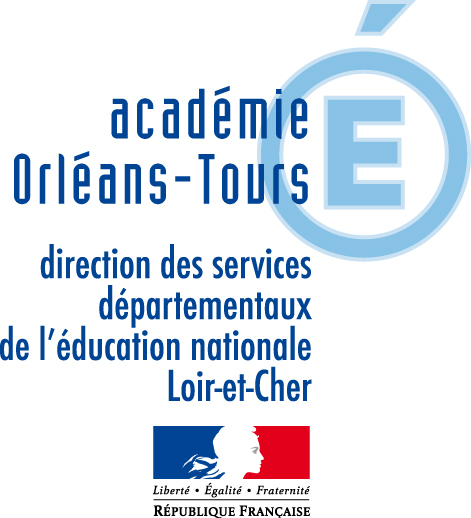 académie
Orléans-Tours
É
direction des services
départementaux
de l'éducation nationale
Loir-et-Cher
Liberté • Égalité • Fraternité
RÉPUBLIQUE FRANÇAISE